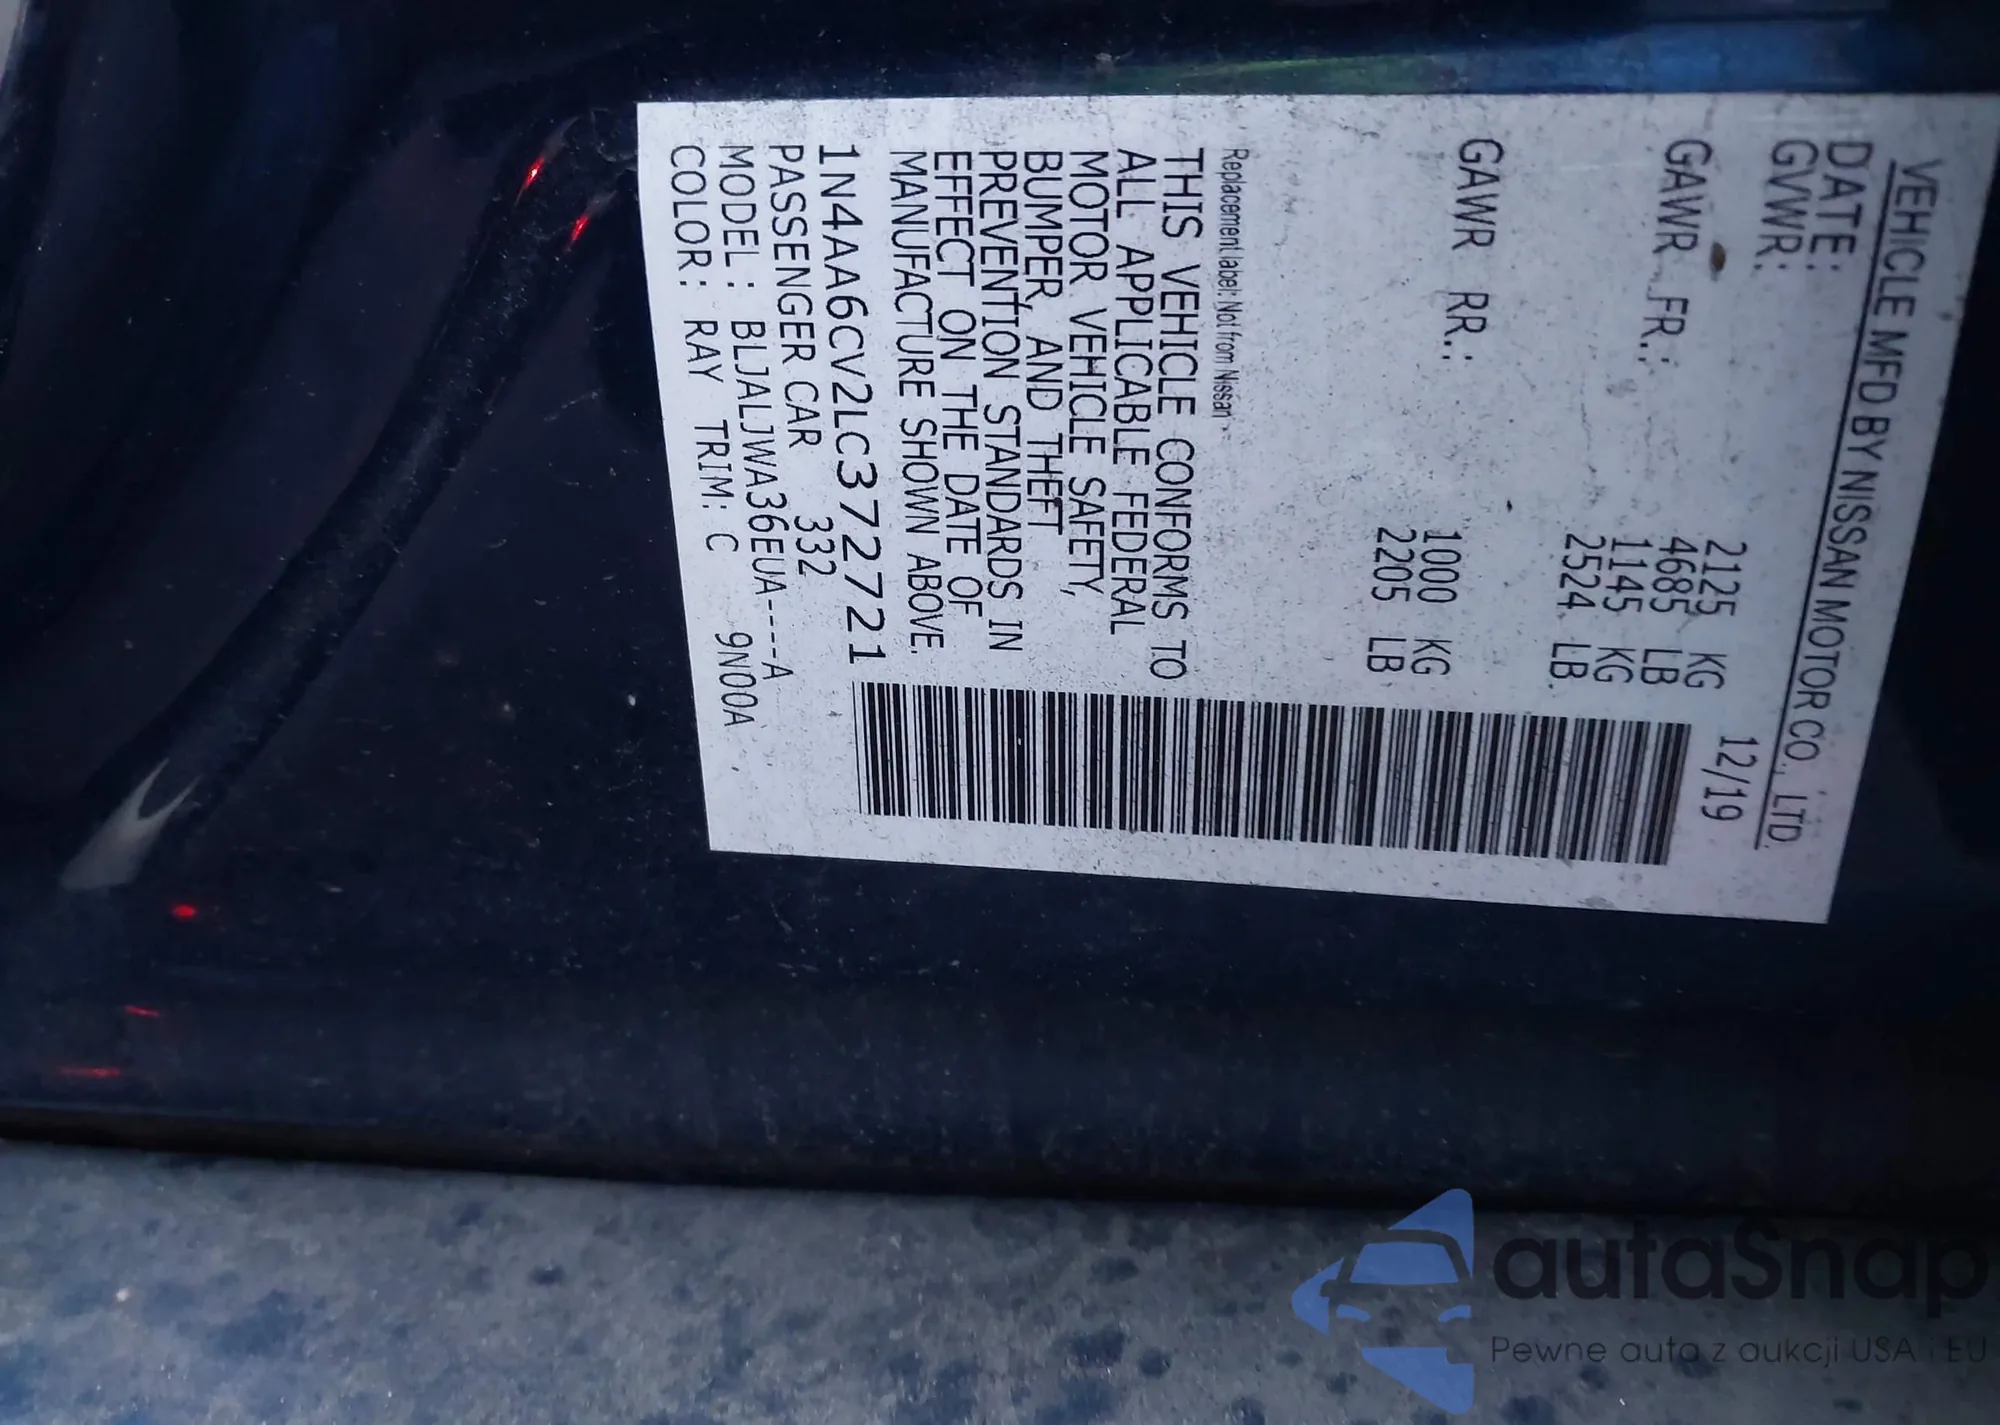 VEHICLE MFD BY NISSAN MOTOR CO., LTD.
DATE: 12/19
GVWR: 2125 KG
4685 LB
GAWR FR.: 1145 KG
2524 LB
GAWR RR.: 1000 KG
2205 LB
Replacement label: Not from Nissan
THIS VEHICLE CONFORMS TO
ALL APPLICABLE FEDERAL
MOTOR VEHICLE SAFETY,
BUMPER, AND THEFT
PREVENTION STANDARDS IN
EFFECT ON THE DATE OF
MANUFACTURE SHOWN ABOVE.
1N4AA6CV2LC372721
PASSENGER CAR 332
MODEL : BLJALJWA36EUA----A
COLOR: RAY TRIM: C 9N00A
autaSnap
Pewne auta z aukcji USA i EU